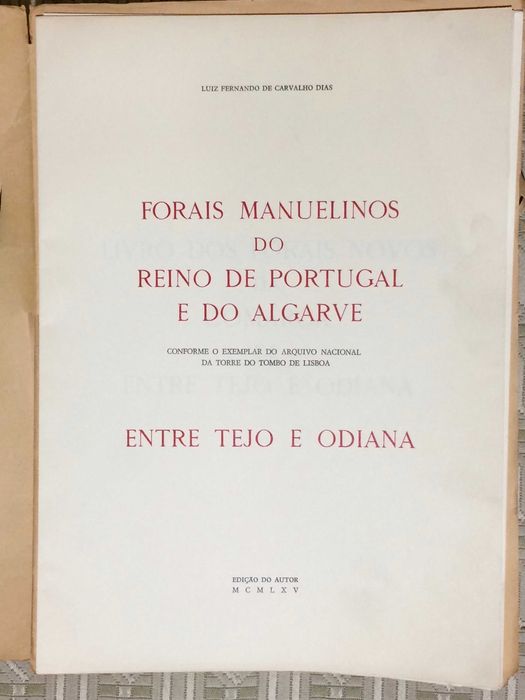 LUIZ FERNANDO DE CARVALHO DIAS
FORAIS MANUELINOS
DO
REINO DE PORTUGAL
E DO ALGARVE
CONFORME O EXEMPLAR DO ARQUIVO NACIONAL
DA TORRE DO TOMBO DE LISBOA
ENTRE TEJO E ODIANA
EDIÇÃO DO AUTOR
MCMLXV